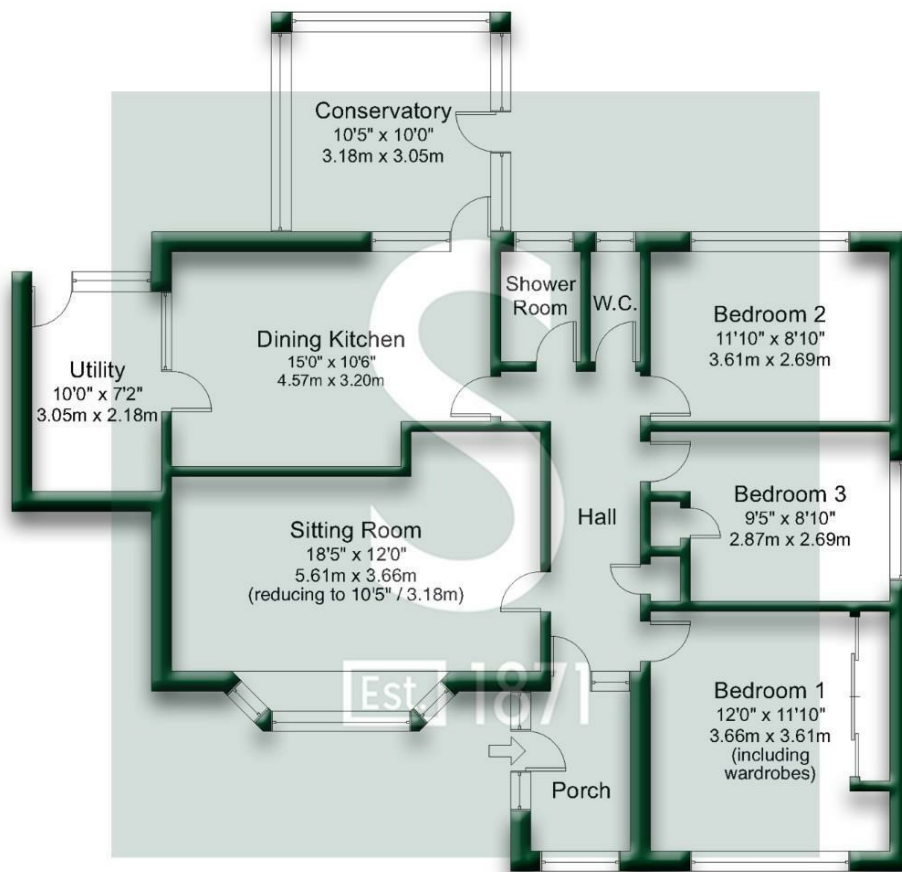 Conservatory
10'5" x 10'0"
3.18m x 3.05m
Shower
Room
W.C.
Bedroom 2
11'10" x 8'10"
3.61m x 2.69m
Dining Kitchen
15'0" x 10'6"
4.57m x 3.20m
Utility
10'0" x 7'2"
3.05m x 2.18m
Bedroom 3
9'5" x 8'10"
2.87m x 2.69m
Hall
Sitting Room
18'5" x 12'0"
5.61m x 3.66m
(reducing to 10'5" / 3.18m)
S
Est. 1871
Bedroom 1
12'0" x 11'10"
3.66m x 3.61m
(including
wardrobes)
Porch